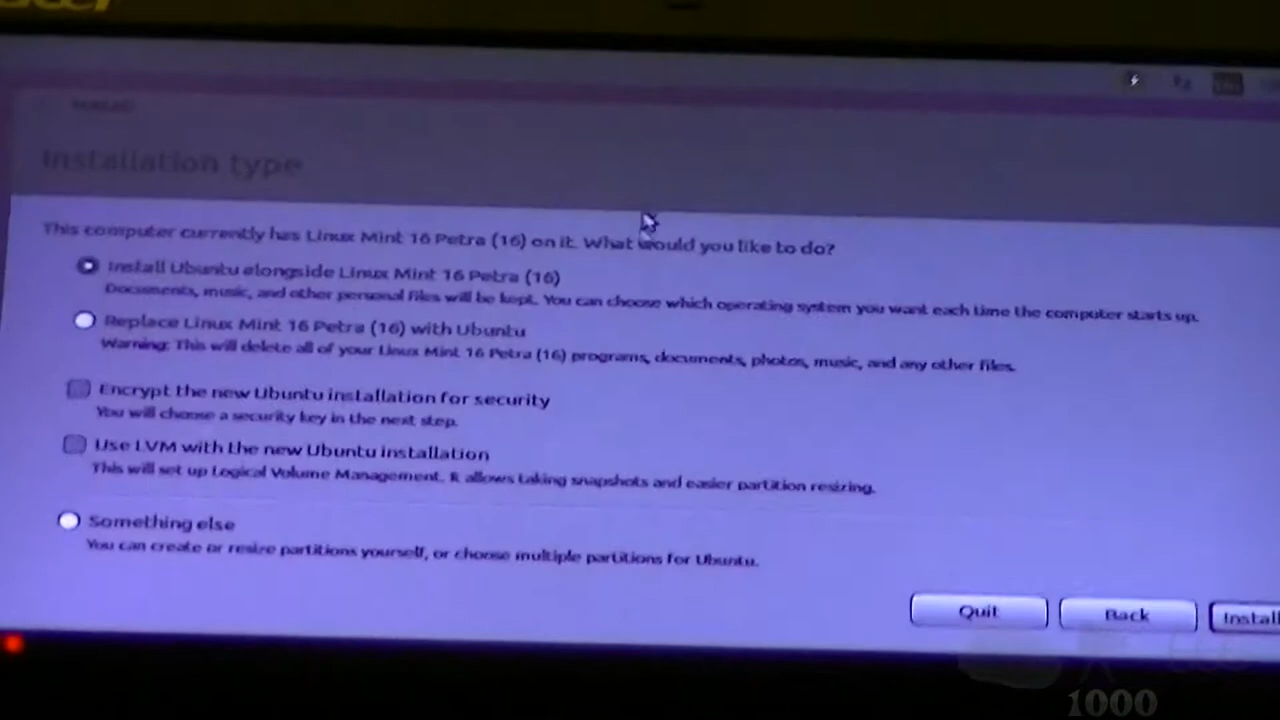 acer
Installation type
This computer currently has Linux Mint 16 Petra (16) on it. What would you like to do?
Install Ubuntu alongside Linux Mint 16 Petra (16)
Documents, music, and other personal files will be kept. You can choose which operating system you want each time the computer starts up.
Replace Linux Mint 16 Petra (16) with Ubuntu
Warning: This will delete all of your Linux Mint 16 Petra (16) programs, documents, photos, music, and any other files.
Encrypt the new Ubuntu installation for security
You will choose a security key in the next step.
Use LVM with the new Ubuntu installation
This will set up Logical Volume Management. It allows taking snapshots and easier partition resizing.
Something else
You can create or resize partitions yourself, or choose multiple partitions for Ubuntu.
Quit Back Install
1000